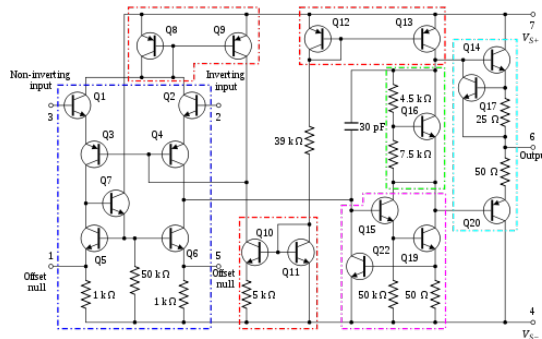 Q8
Q9
Q12
Q13
7
V_S+
Q14
Non-inverting
input
Inverting
input
Q1
Q2
3
2
Q17
25 Ω
4.5 kΩ
Q16
30 pF
39 kΩ
7.5 kΩ
6
Output
50 Ω
Q3
Q4
Q7
Q20
Q15
Q22
Q19
Q10
Q11
1
Q5
Q6
5
Offset
null
Offset
null
50 kΩ
1 kΩ
1 kΩ
5 kΩ
50 kΩ
50 Ω
4
V_S−